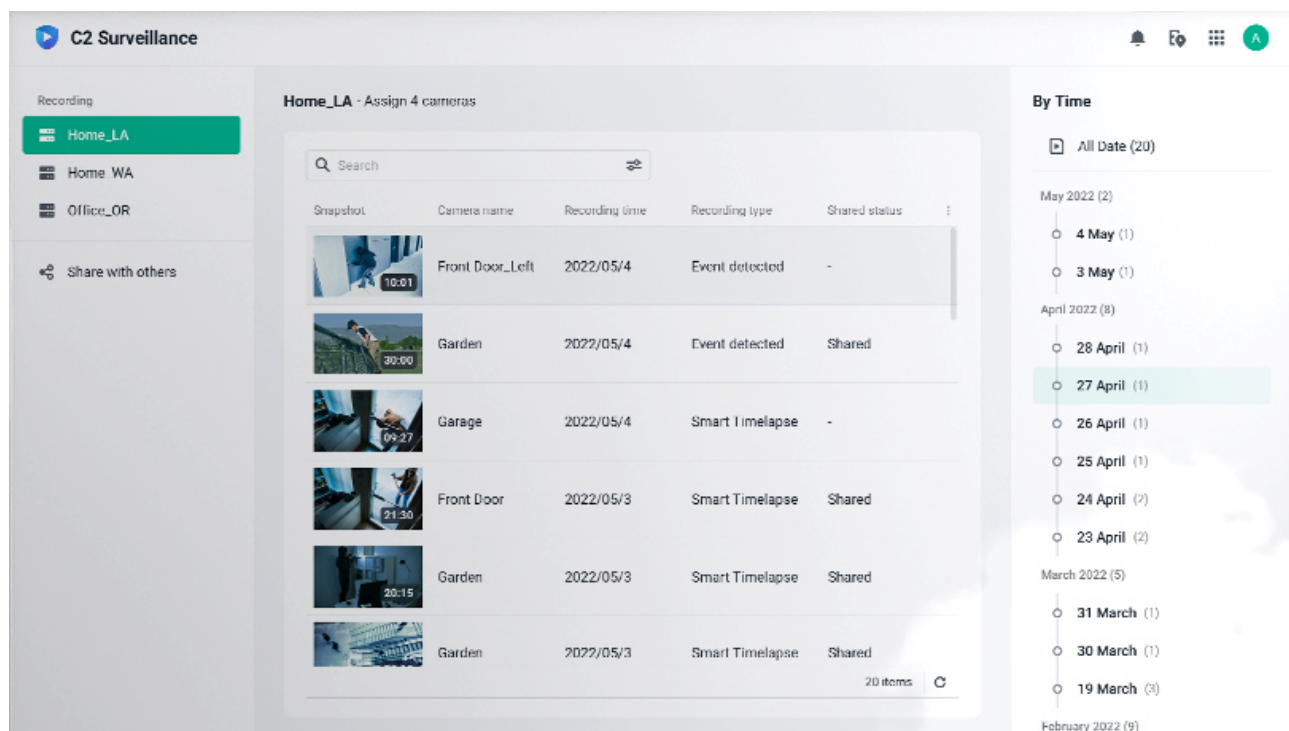 C2 Surveillance
A
Recording
Home_LA
Home_WA
Office_OR
Share with others
Home_LA - Assign 4 cameras
Search
Snapshot Camera name Recording time Recording type Shared status
10:01 Front Door_Left 2022/05/4 Event detected -
30:00 Garden 2022/05/4 Event detected Shared
09:27 Garage 2022/05/4 Smart Timelapse -
21:30 Front Door 2022/05/3 Smart Timelapse Shared
20:15 Garden 2022/05/3 Smart Timelapse Shared
Garden 2022/05/3 Smart Timelapse Shared
20 items
By Time
All Date (20)
May 2022 (2)
4 May (1)
3 May (1)
April 2022 (8)
28 April (1)
27 April (1)
26 April (1)
25 April (1)
24 April (2)
23 April (2)
March 2022 (5)
31 March (1)
30 March (1)
19 March (3)
February 2022 (9)